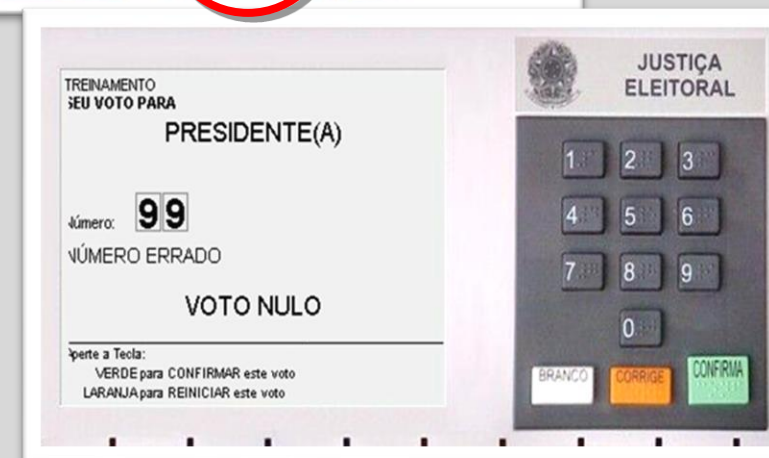 TREINAMENTO
SEU VOTO PARA
PRESIDENTE(A)
Número: 99
NÚMERO ERRADO
VOTO NULO
Aperte a Tecla:
VERDE para CONFIRMAR este voto
LARANJA para REINICIAR este voto
JUSTIÇA
ELEITORAL
1 2 3
4 5 6
7 8 9
0
BRANCO CORRIGE CONFIRMA